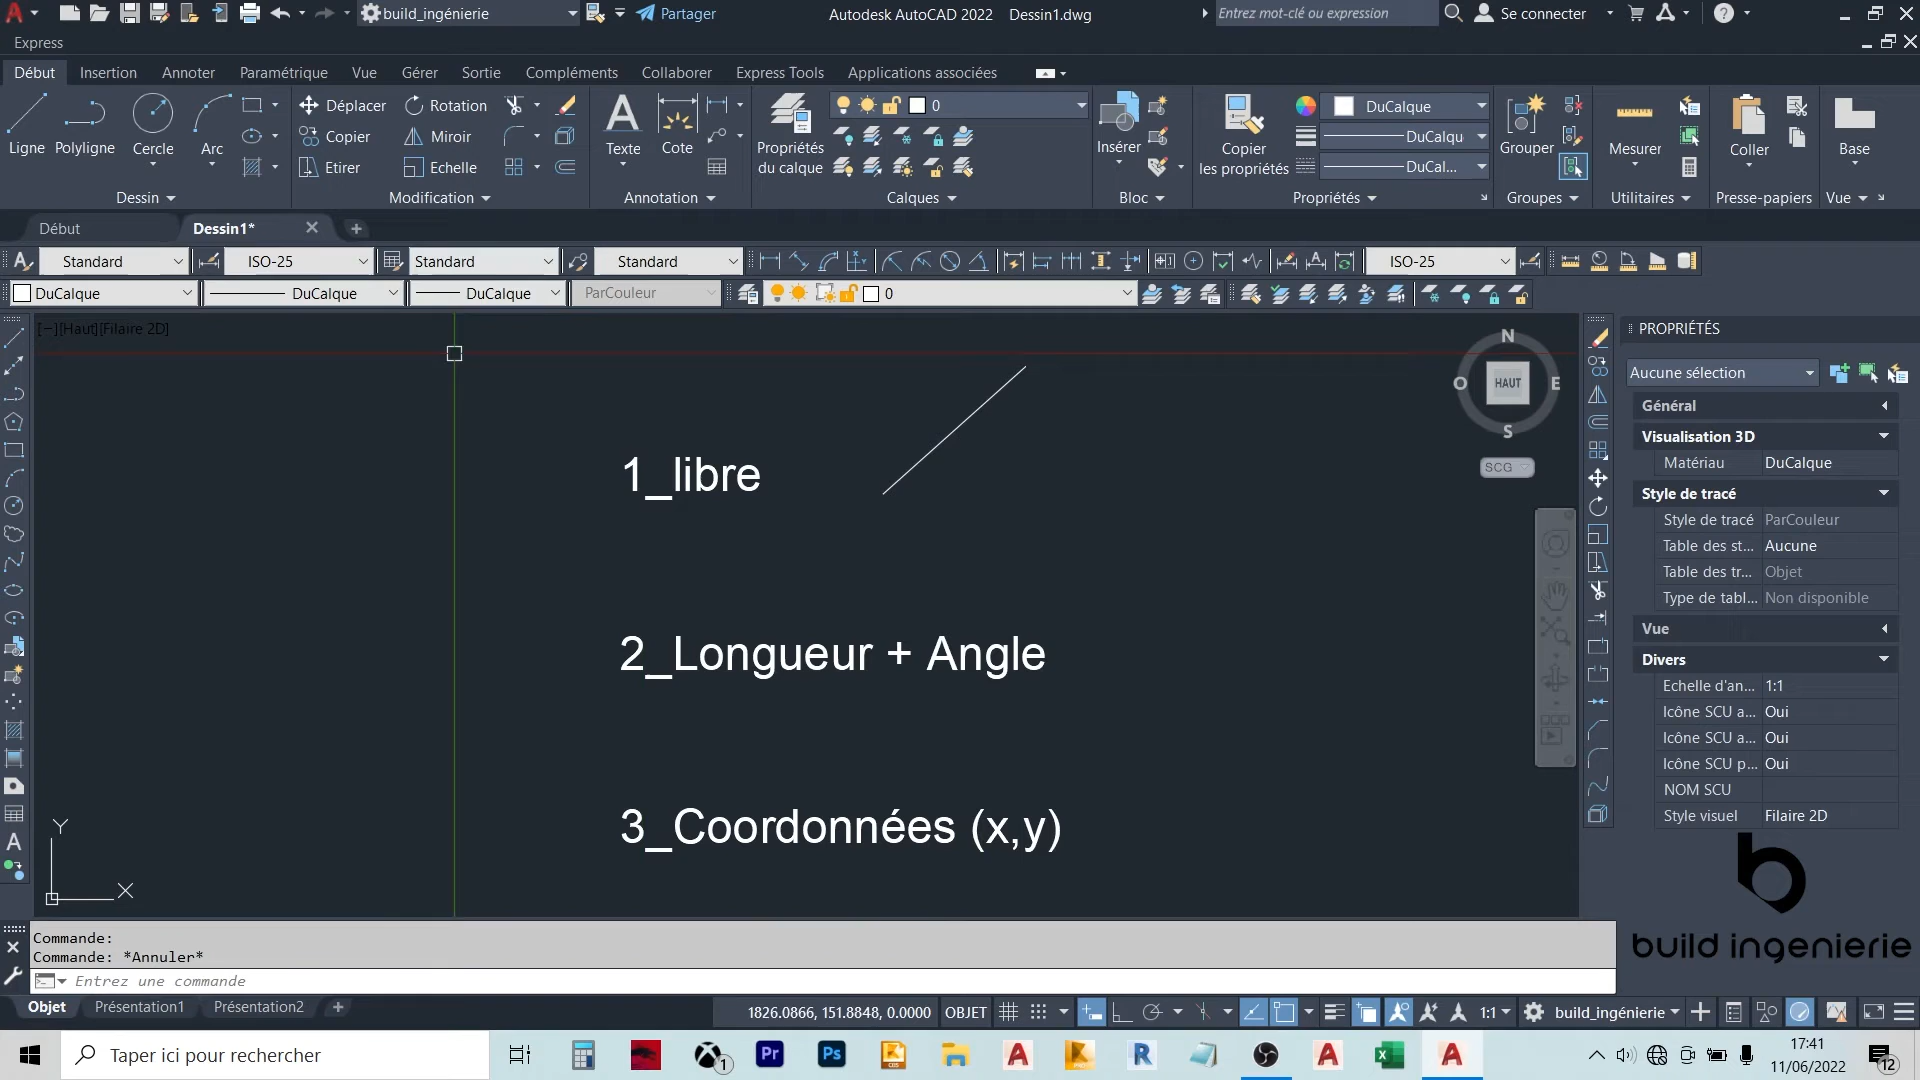 build_ingénierie
Partager
Autodesk AutoCAD 2022 Dessin1.dwg
Entrez mot-clé ou expression
Se connecter
Express
Début Insertion Annoter Paramétrique Vue Gérer Sortie Compléments Collaborer Express Tools Applications associées
Ligne Polyligne Cercle Arc
Déplacer Rotation
Copier Miroir
Etirer Echelle
Texte Cote
Propriétés du calque
0
Insérer
Copier les propriétés
DuCalque
DuCalqu
DuCal...
Grouper
Mesurer
Coller
Base
Dessin Modification Annotation Calques Bloc Propriétés Groupes Utilitaires Presse-papiers Vue
Début Dessin1*
Standard ISO-25 Standard Standard ISO-25
DuCalque DuCalque DuCalque ParCouleur 0
[−][Haut][Filaire 2D]
N
O HAUT E
S
SCG
1_libre
2_Longueur + Angle
3_Coordonnées (x,y)
Y
X
PROPRIÉTÉS
Aucune sélection
Général
Visualisation 3D
Matériau DuCalque
Style de tracé
Style de tracé ParCouleur
Table des st... Aucune
Table des tr... Objet
Type de tabl... Non disponible
Vue
Divers
Echelle d'an... 1:1
Icône SCU a... Oui
Icône SCU a... Oui
Icône SCU p... Oui
NOM SCU
Style visuel Filaire 2D
build ingenierie
Commande:
Commande: *Annuler*
Entrez une commande
Objet Présentation1 Présentation2
1826.0866, 151.8848, 0.0000 OBJET 1:1 build_ingénierie
Taper ici pour rechercher
1
Pr
Ps
17:41
11/06/2022
12